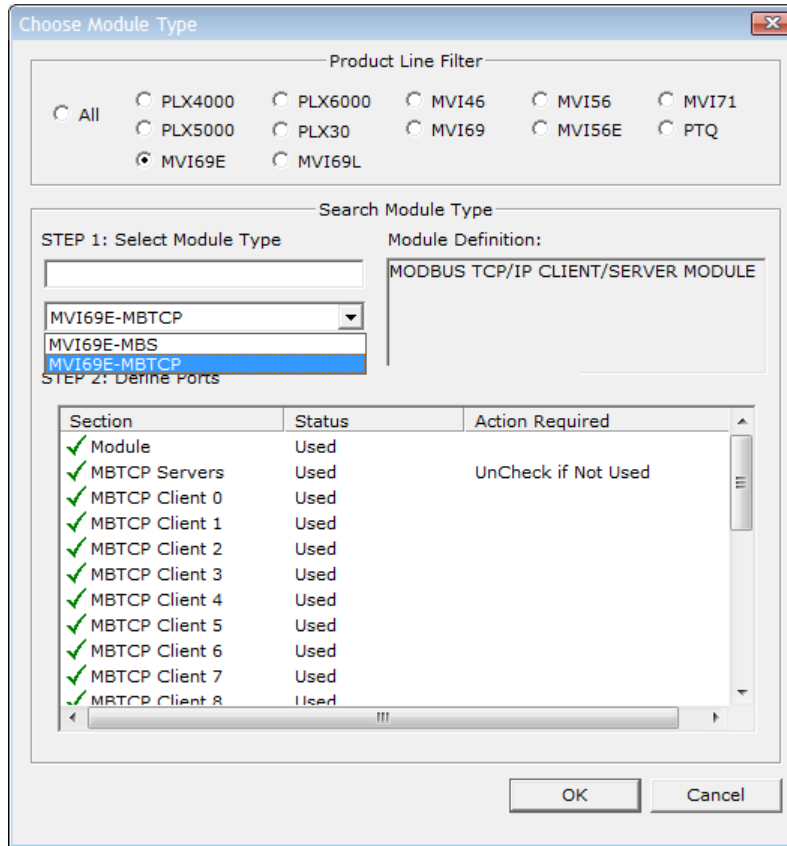 Choose Module Type
Product Line Filter
All
PLX4000 PLX6000 MVI46 MVI56 MVI71
PLX5000 PLX30 MVI69 MVI56E PTQ
MVI69E MVI69L
Search Module Type
STEP 1: Select Module Type
Module Definition:
MODBUS TCP/IP CLIENT/SERVER MODULE
MVI69E-MBTCP
MVI69E-MBS
MVI69E-MBTCP
STEP 2: Define Ports
Section Status Action Required
Module Used
MBTCP Servers Used UnCheck if Not Used
MBTCP Client 0 Used
MBTCP Client 1 Used
MBTCP Client 2 Used
MBTCP Client 3 Used
MBTCP Client 4 Used
MBTCP Client 5 Used
MBTCP Client 6 Used
MBTCP Client 7 Used
MBTCP Client 8 Used
OK Cancel